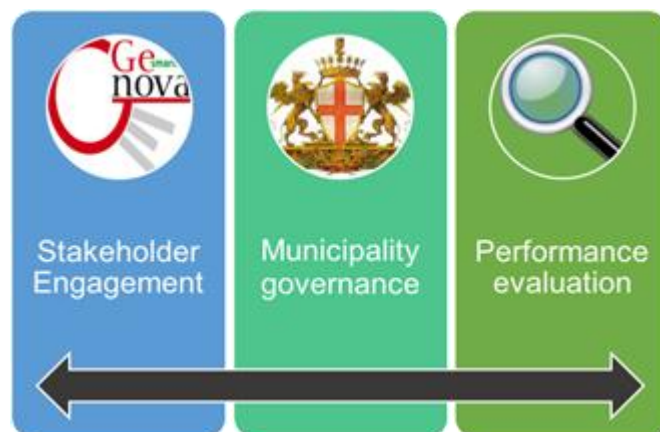 Ge
smart
nova
Stakeholder
Engagement
Municipality
governance
Performance
evaluation